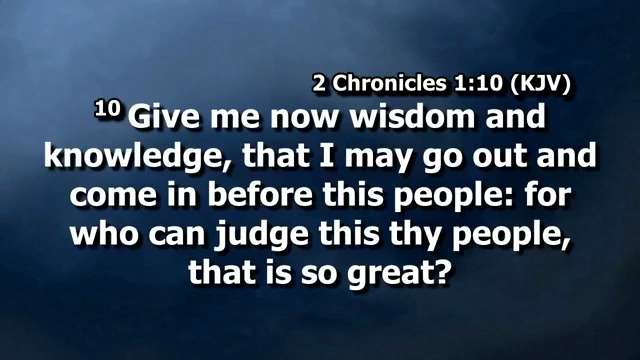 2 Chronicles 1:10 (KJV)
10 Give me now wisdom and
knowledge, that I may go out and
come in before this people: for
who can judge this thy people,
that is so great?